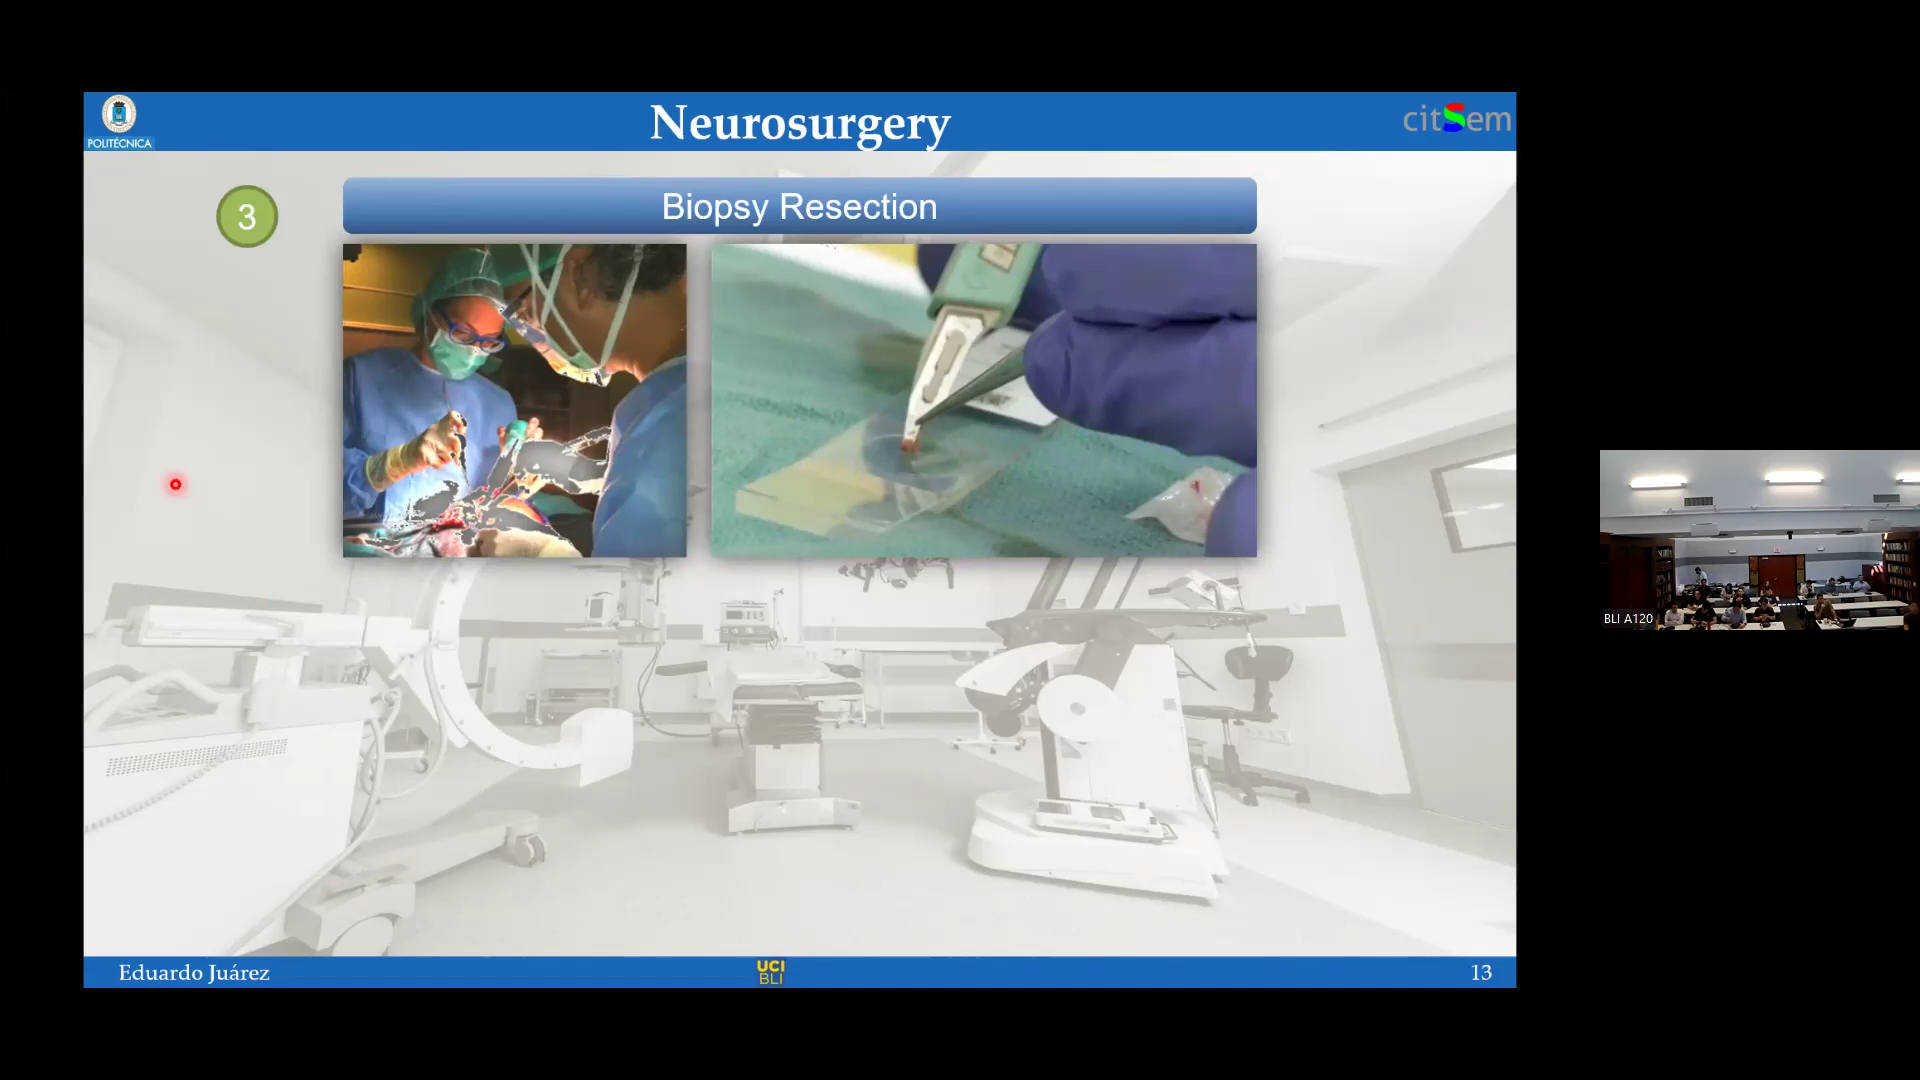 Neurosurgery
POLITÉCNICA
citSem
3
Biopsy Resection
BLI A120
Eduardo Juárez
UCI
BLI
13